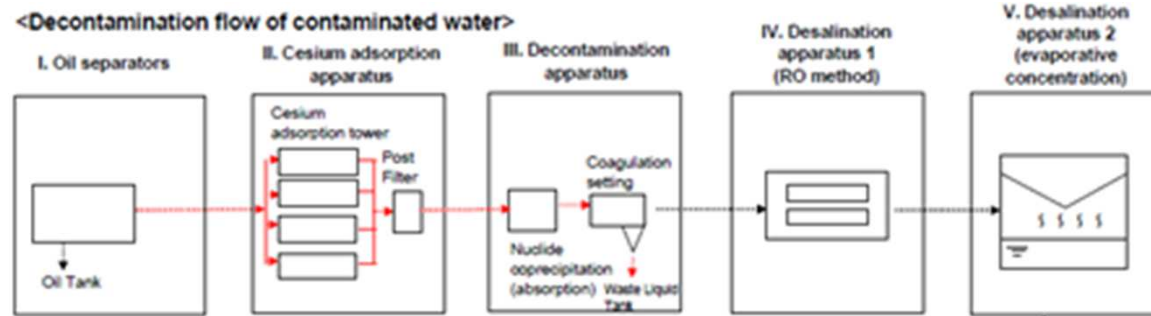 <Decontamination flow of contaminated water>
I. Oil separators
Oil Tank
II. Cesium adsorption
apparatus
Cesium
adsorption tower
Post
Filter
III. Decontamination
apparatus
Coagulation
setting
Nuclide
coprecipitation
(absorption)
Waste Liquid
Tank
IV. Desalination
apparatus 1
(RO method)
V. Desalination
apparatus 2
(evaporative
concentration)